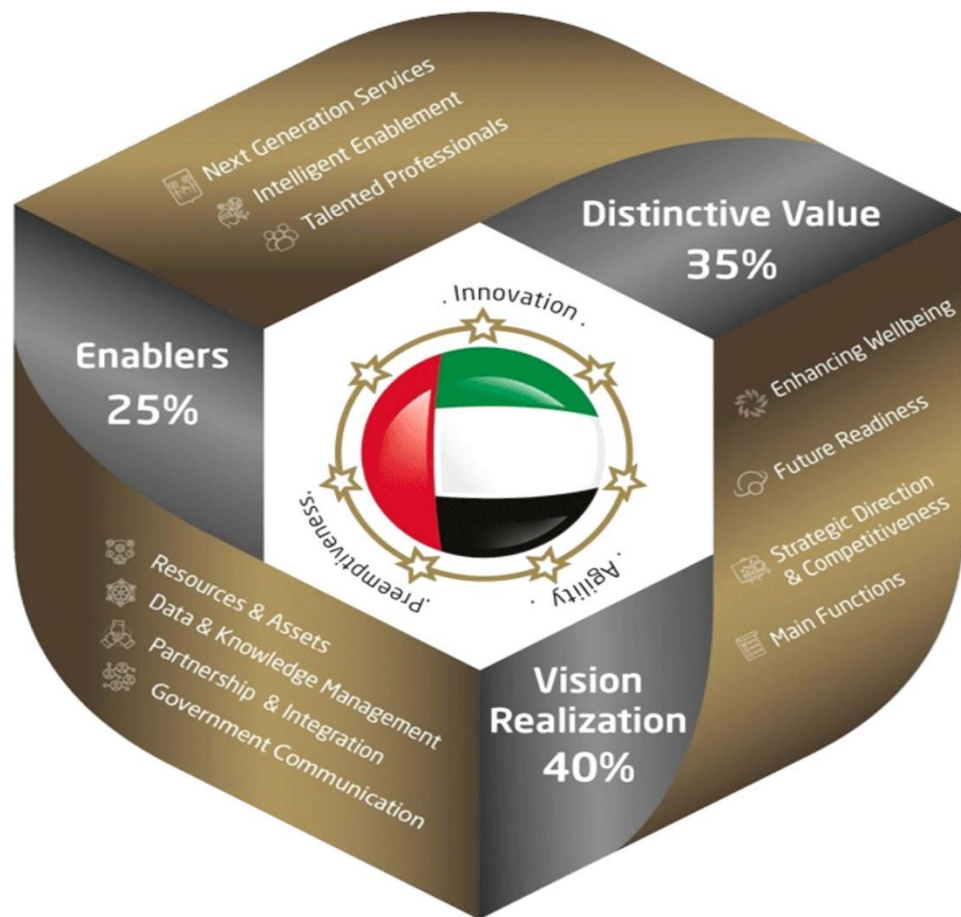 Next Generation Services
Intelligent Enablement
Talented Professionals
Distinctive Value
35%
. Innovation .
Enablers
25%
Enhancing Wellbeing
Future Readiness
Strategic Direction
& Competitiveness
Main Functions
.Preemptiveness.
. Agility .
Resources & Assets
Data & Knowledge Management
Partnership & Integration
Government Communication
Vision
Realization
40%